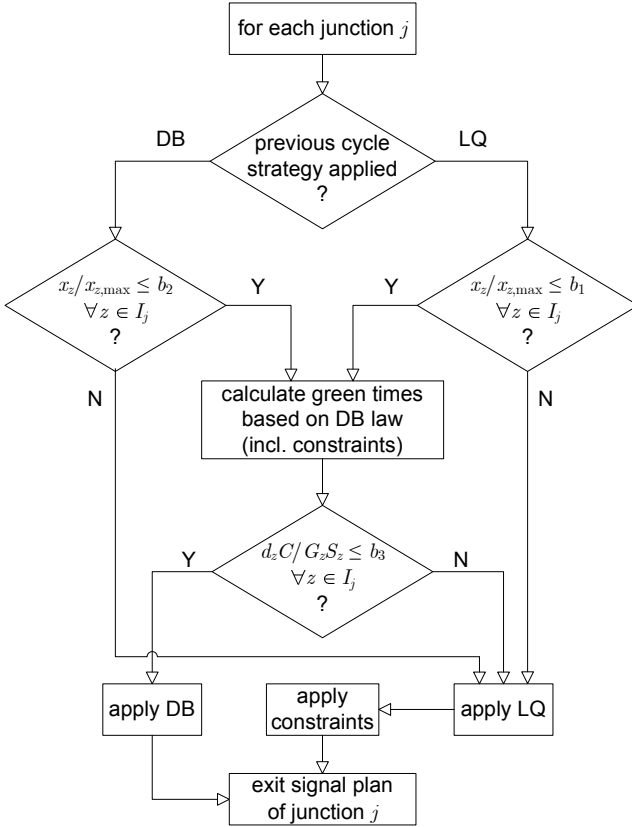 for each junction j
DB
LQ
previous cycle
strategy applied
?
x_z/x_{z,max} ≤ b_2
∀z ∈ I_j
?
Y
Y
x_z/x_{z,max} ≤ b_1
∀z ∈ I_j
?
N
calculate green times
based on DB law
(incl. constraints)
N
Y
d_zC/G_zS_z ≤ b_3
∀z ∈ I_j
?
N
apply DB
apply
constraints
apply LQ
exit signal plan
of junction j